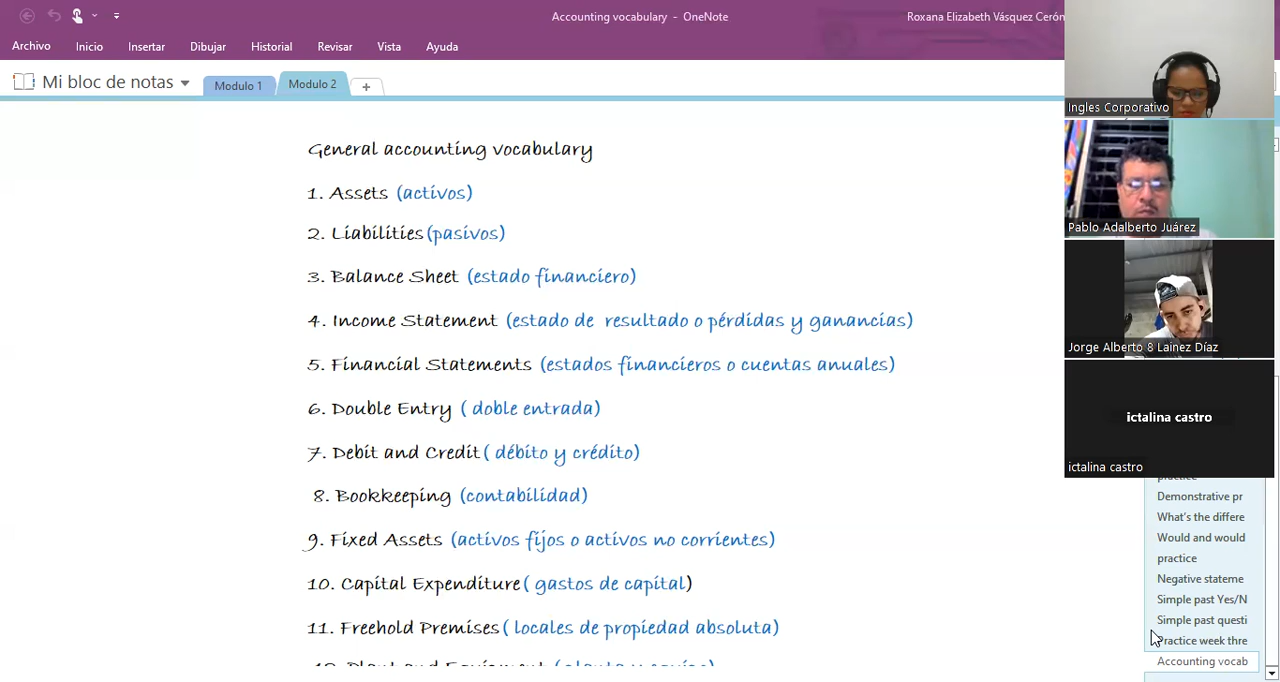 Accounting vocabulary - OneNote
Roxana Elizabeth Vásquez Cerón
Archivo Inicio Insertar Dibujar Historial Revisar Vista Ayuda
Mi bloc de notas Modulo 1 Modulo 2 +
General accounting vocabulary
1. Assets (activos)
2. Liabilities(pasivos)
3. Balance Sheet (estado financiero)
4. Income Statement (estado de resultado o pérdidas y ganancias)
5. Financial Statements (estados financieros o cuentas anuales)
6. Double Entry ( doble entrada)
7. Debit and Credit( débito y crédito)
8. Bookkeeping (contabilidad)
9. Fixed Assets (activos fijos o activos no corrientes)
10. Capital Expenditure( gastos de capital)
11. Freehold Premises( locales de propiedad absoluta)
Ingles Corporativo
Pablo Adalberto Juárez
Jorge Alberto 8 Lainez Díaz
ictalina castro
ictalina castro
practice
Demonstrative pr
What's the differe
Would and would
practice
Negative stateme
Simple past Yes/N
Simple past questi
Practice week thre
Accounting vocab